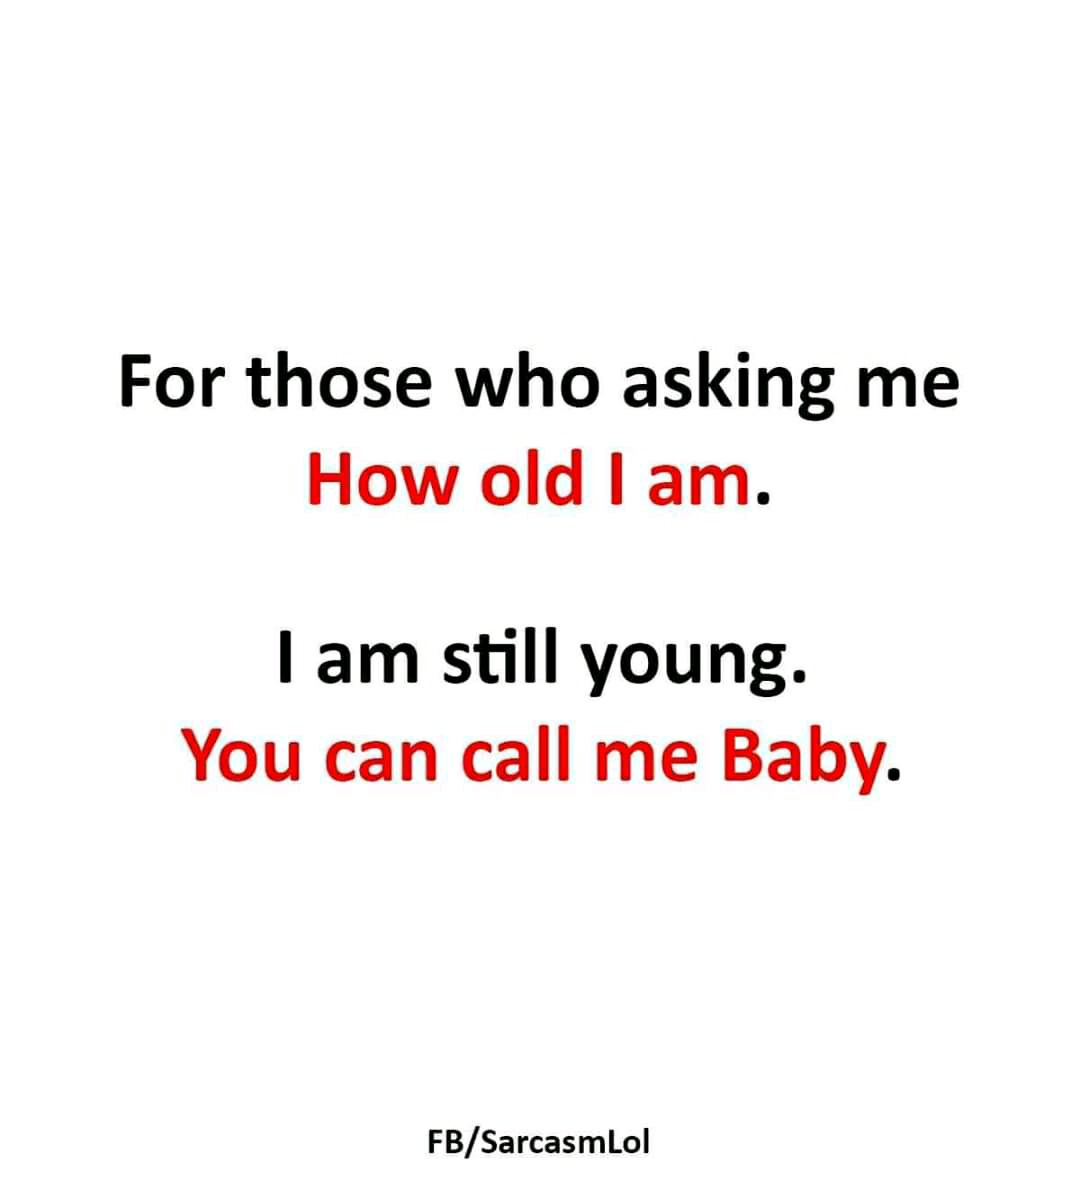 For those who asking me
How old I am.
I am still young.
You can call me Baby.
FB/SarcasmLol